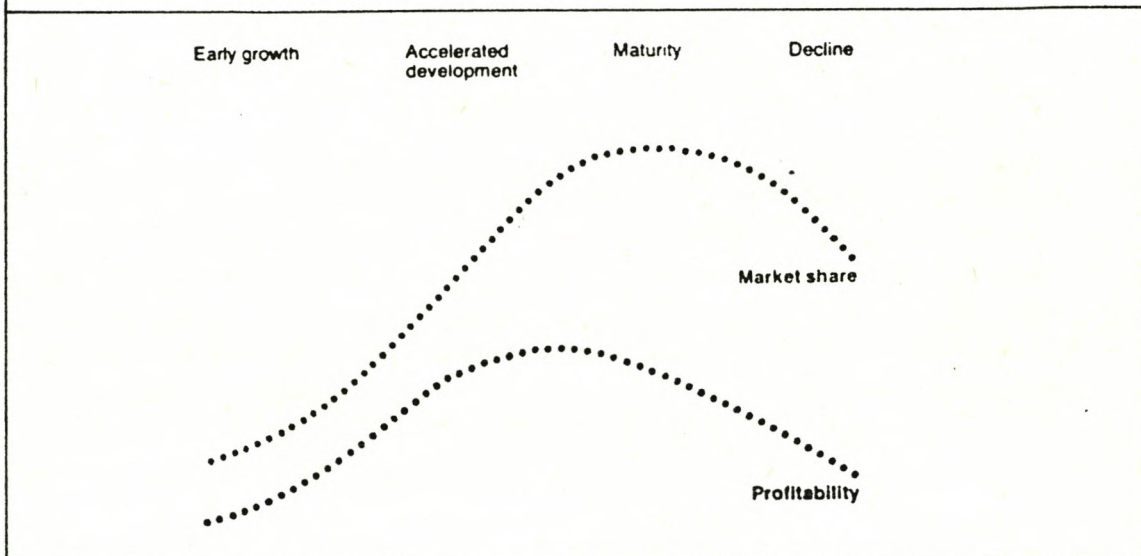 Early growth
Accelerated
development
Maturity
Decline
Market share
Profitability